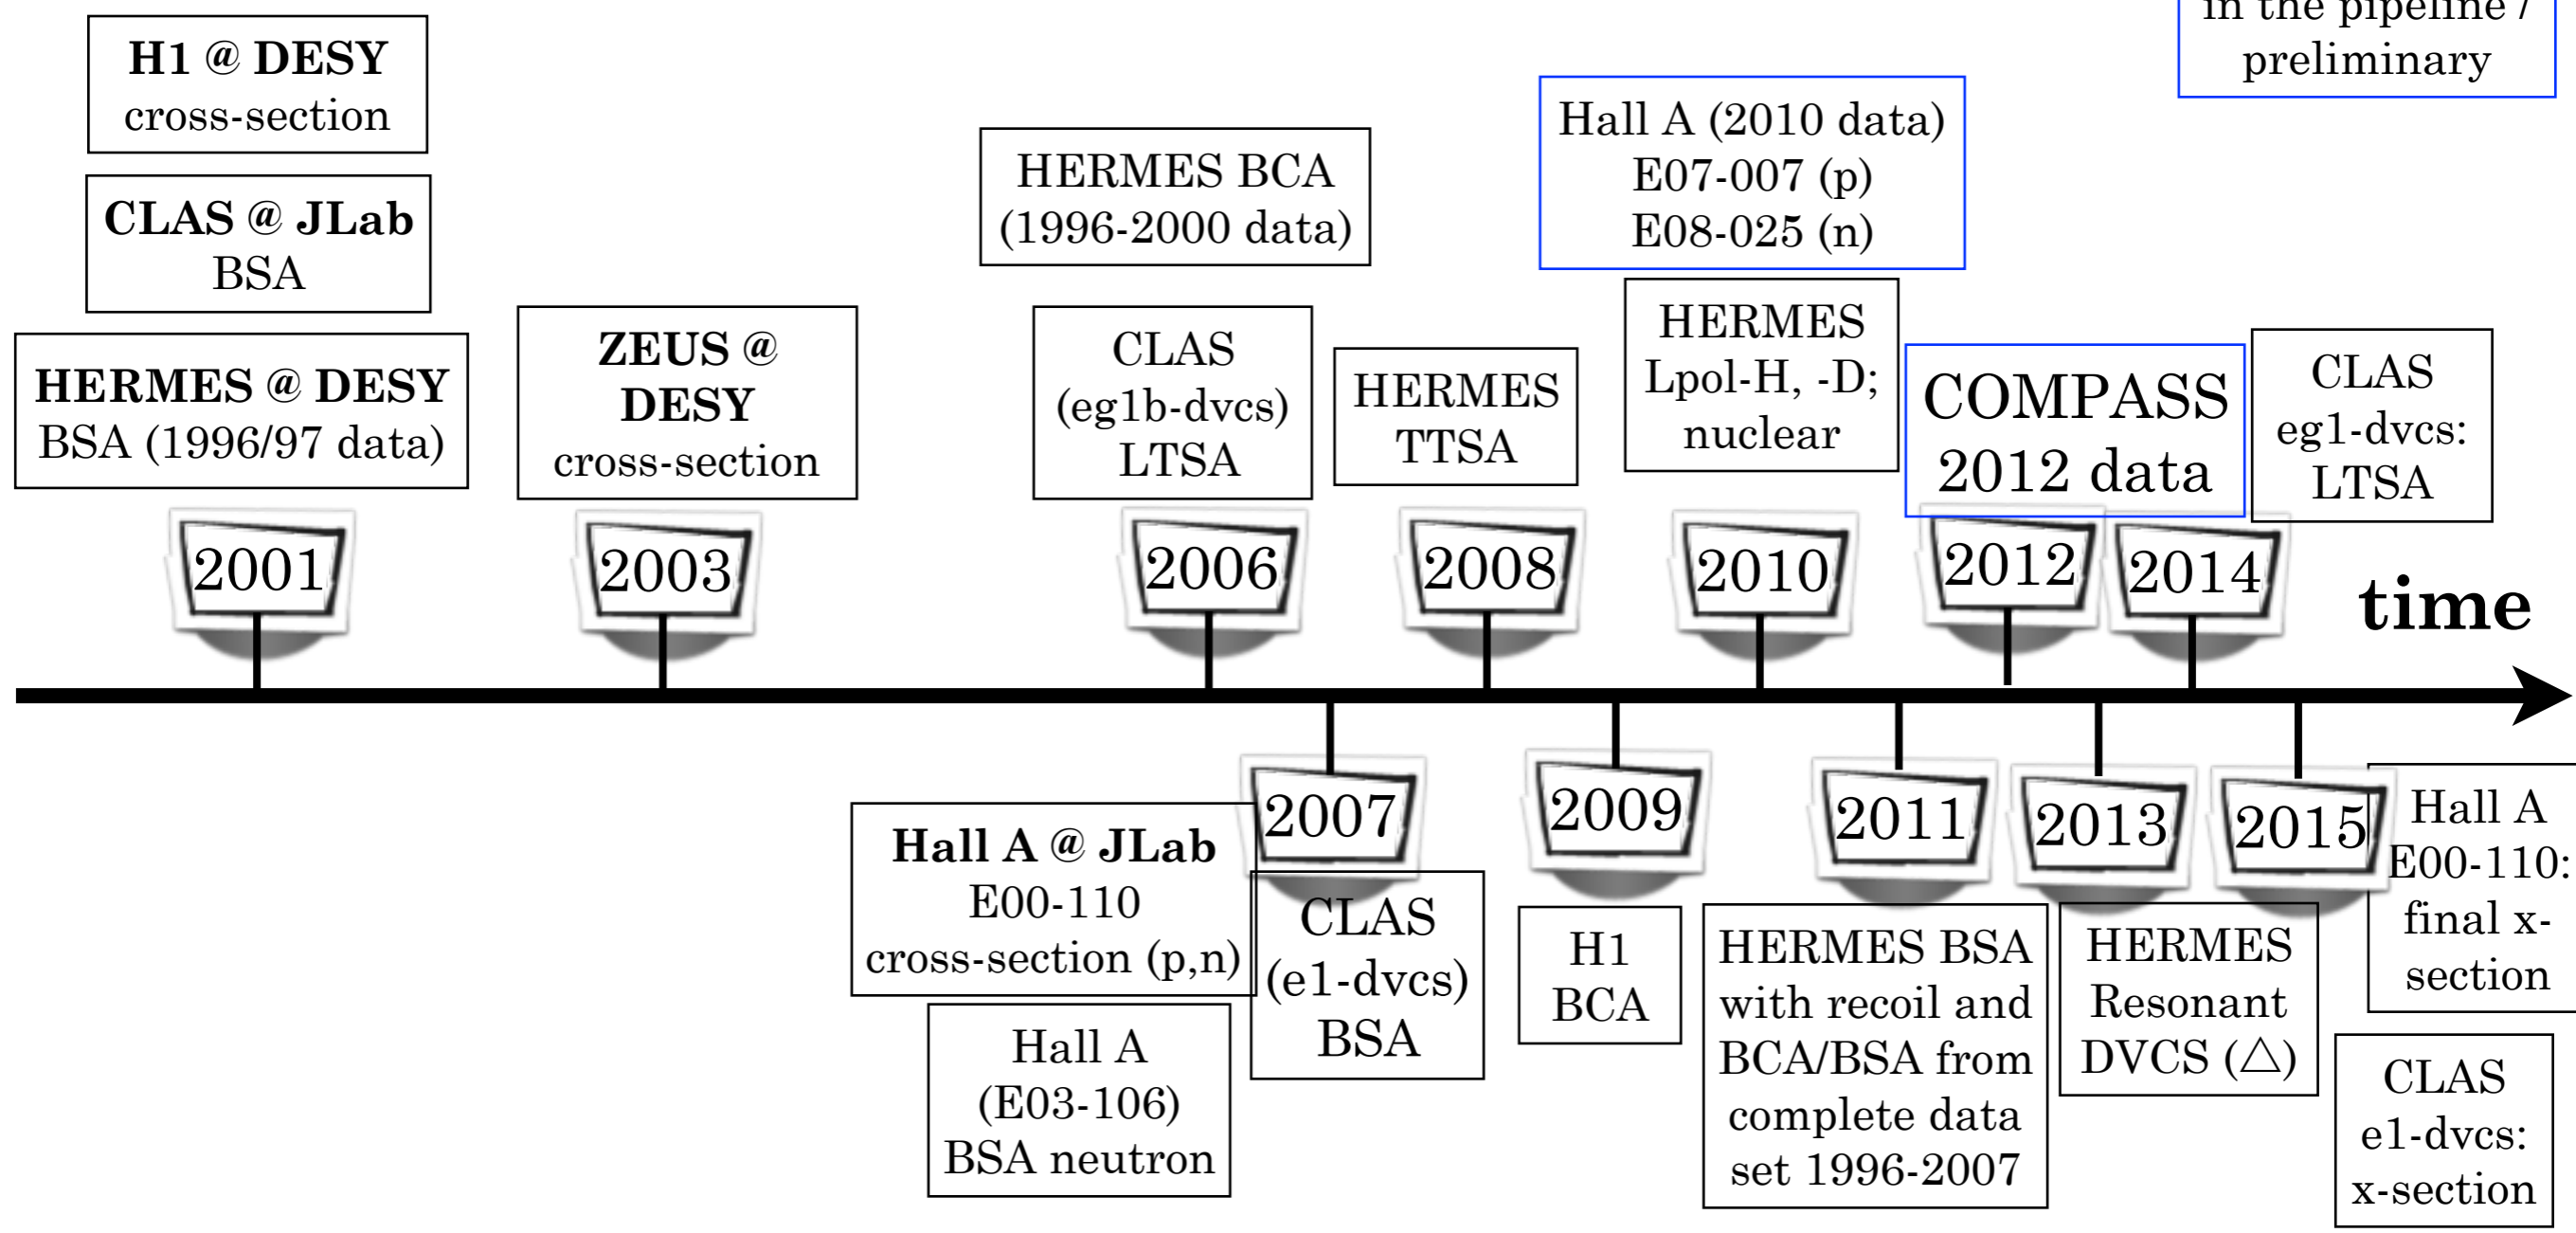 in the pipeline /
preliminary
H1 @ DESY
cross-section
CLAS @ JLab
BSA
HERMES @ DESY
BSA (1996/97 data)
ZEUS @
DESY
cross-section
HERMES BCA
(1996-2000 data)
CLAS
(eg1b-dvcs)
LTSA
HERMES
TTSA
Hall A (2010 data)
E07-007 (p)
E08-025 (n)
HERMES
Lpol-H, -D;
nuclear
COMPASS
2012 data
CLAS
eg1-dvcs:
LTSA
2001
2003
2006
2008
2010
2012
2014
time
2007
2009
2011
2013
2015
Hall A @ JLab
E00-110
cross-section (p,n)
Hall A
(E03-106)
BSA neutron
CLAS
(e1-dvcs)
BSA
H1
BCA
HERMES BSA
with recoil and
BCA/BSA from
complete data
set 1996-2007
HERMES
Resonant
DVCS (△)
Hall A
E00-110:
final x-
section
CLAS
e1-dvcs:
x-section